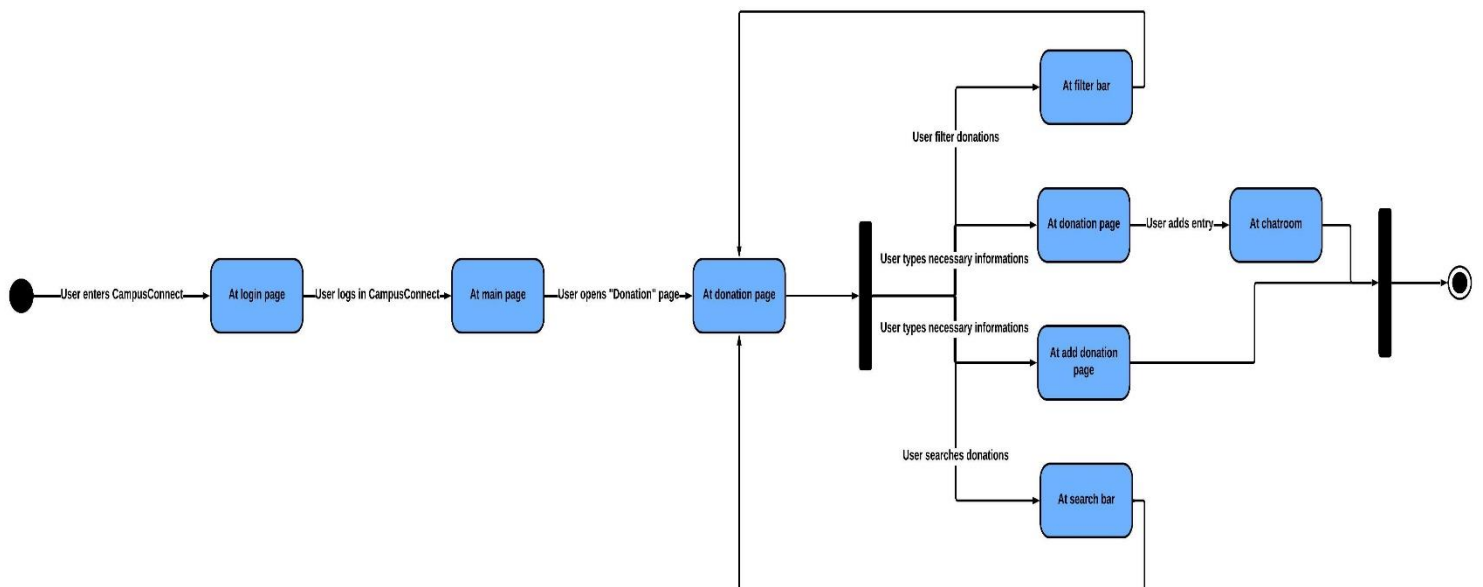 At filter bar
User filter donations
At donation page
User adds entry
At chatroom
User types necessary informations
User enters CampusConnect
At login page
User logs in CampusConnect
At main page
User opens "Donation" page
At donation page
User types necessary informations
At add donation
page
User searches donations
At search bar